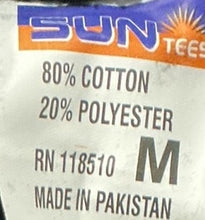 SUN
TEES
80% COTTON
20% POLYESTER
RN 118510 M
MADE IN PAKISTAN